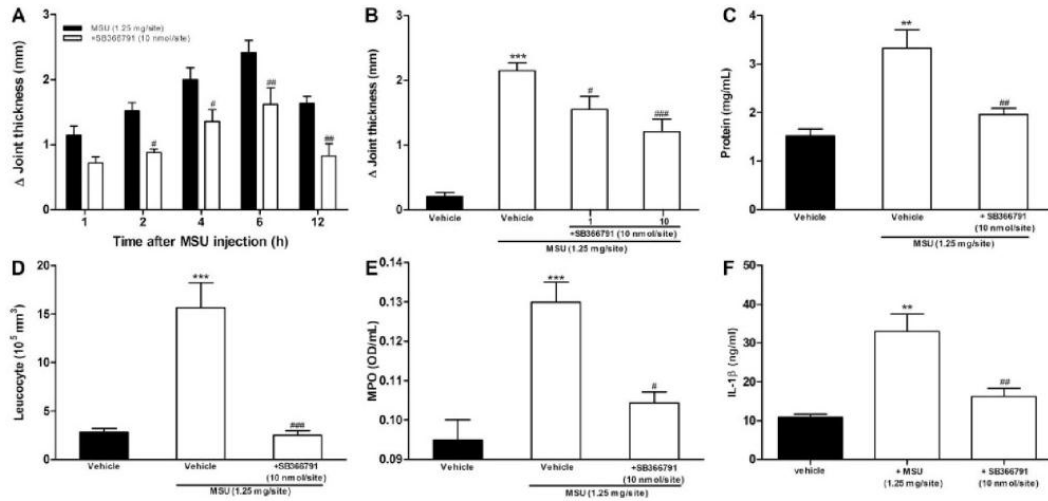 A
MSU (1.25 mg/site)
+SB366791 (10 nmol/site)
Δ Joint thickness (mm)
3
2
1
0
#
#
##
##
1 2 4 6 12
Time after MSU injection (h)
B
Δ Joint thickness (mm)
3
2
1
0
***
#
###
Vehicle Vehicle 1 10
+SB366791 (10 nmol/site)
MSU (1.25 mg/site)
C
Protein (mg/mL)
4
3
2
1
0
**
##
Vehicle Vehicle + SB366791
(10 nmol/site)
MSU (1.25 mg/site)
D
Leucocyte (10⁵ mm³)
20
15
10
5
0
***
###
Vehicle Vehicle +SB366791
(10 nmol/site)
MSU (1.25 mg/site)
E
MPO (OD/mL)
0.14
0.13
0.12
0.11
0.10
0.09
***
#
Vehicle Vehicle +SB366791
(10 nmol/site)
MSU (1.25 mg/site)
F
IL-1β (ng/ml)
50
40
30
20
10
0
**
##
vehicle + MSU + SB366791
(1.25 mg/site) (10 nmol/site)